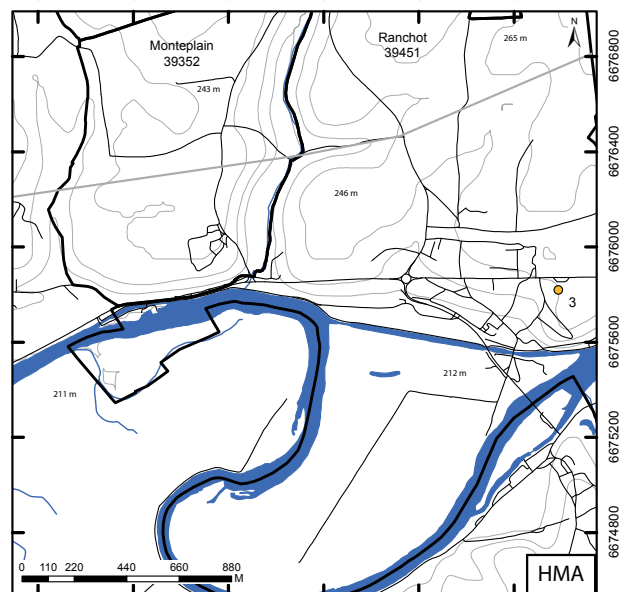 N
Monteplain
39352
Ranchot
39451
265 m
243 m
246 m
3
211 m
212 m
6676800
6676400
6676000
6675600
6675200
6674800
0 110 220 440 660 880
M
HMA